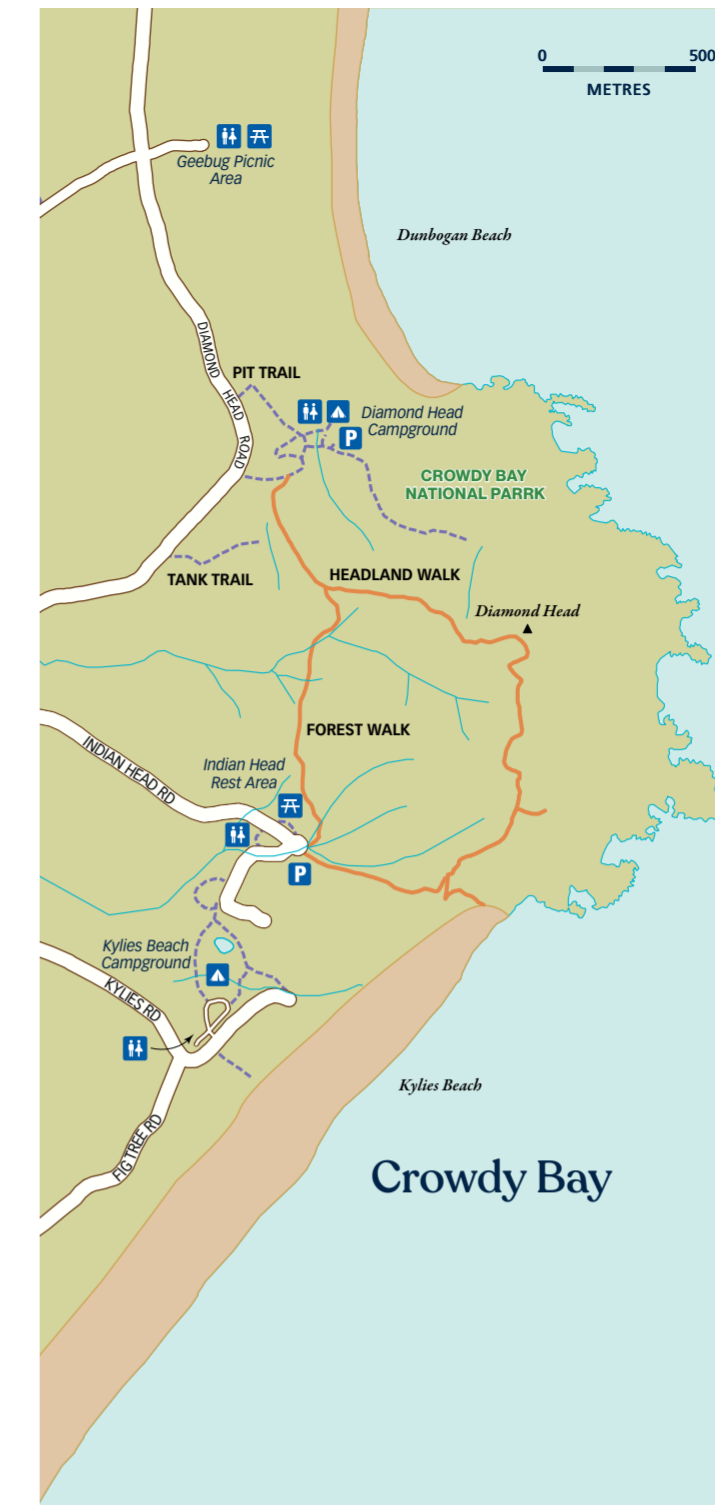 0 500
METRES
Geebug Picnic
Area
Dunbogan Beach
DIAMOND HEAD ROAD
PIT TRAIL
Diamond Head
Campground
P
CROWDY BAY
NATIONAL PARRK
TANK TRAIL
HEADLAND WALK
Diamond Head
FOREST WALK
INDIAN HEAD RD
Indian Head
Rest Area
P
Kylies Beach
Campground
KYLIES RD
Kylies Beach
FIG TREE RD
Crowdy Bay